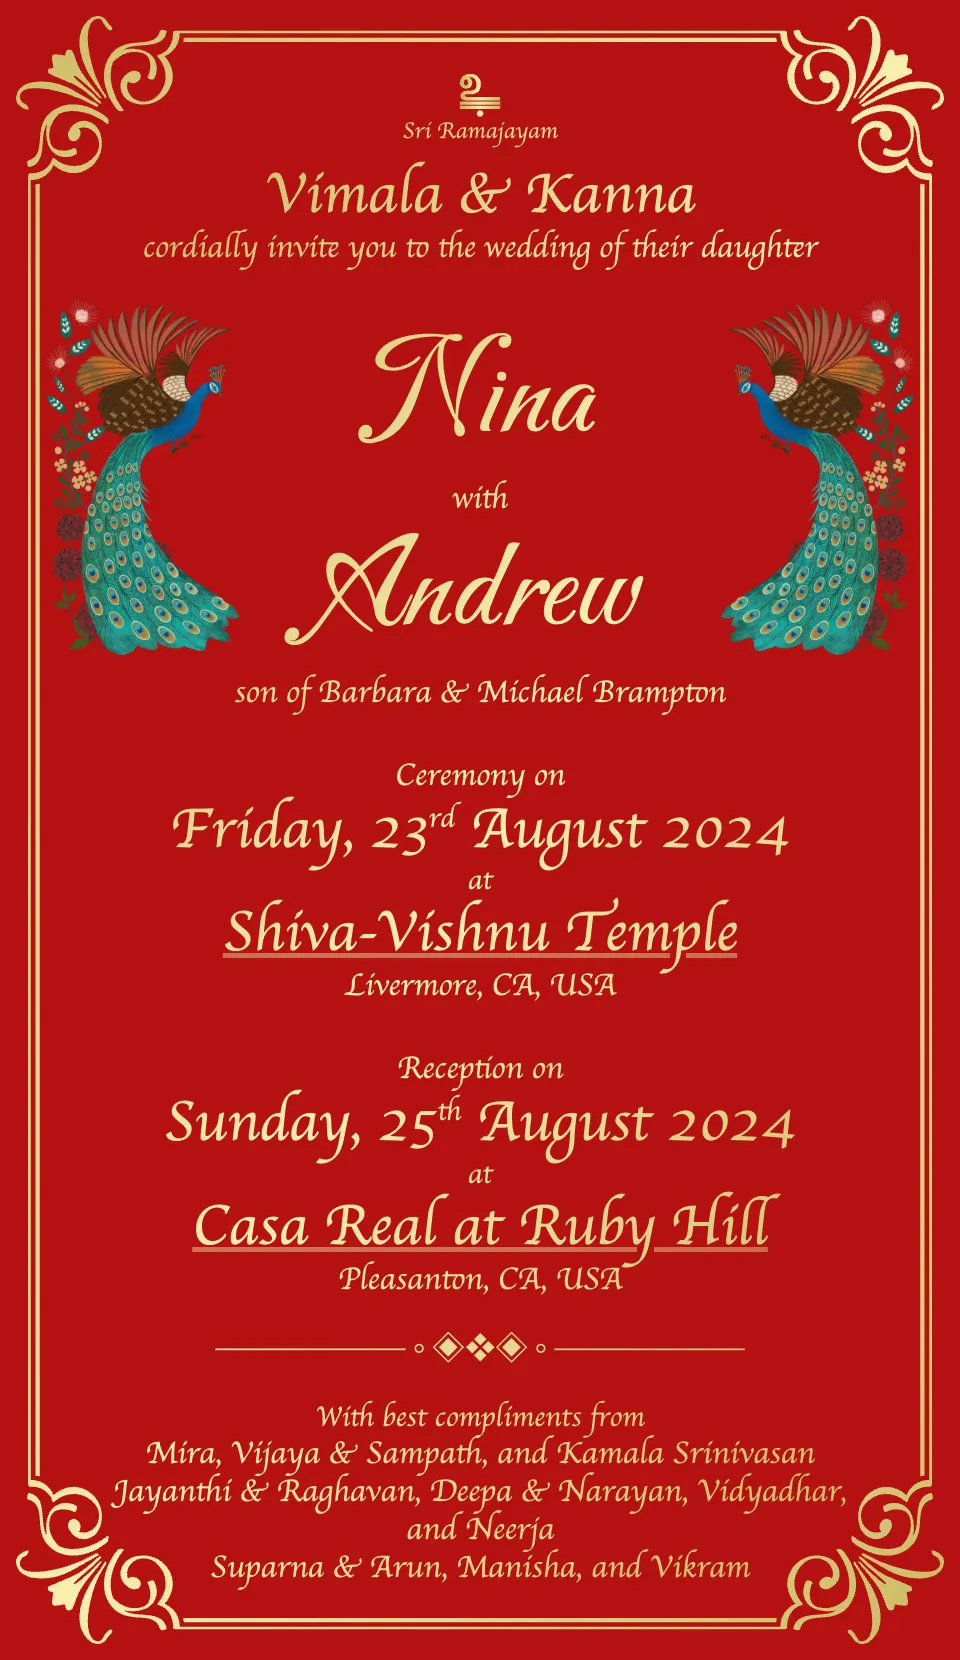 உ
Sri Ramajayam
Vimala & Kanna
cordially invite you to the wedding of their daughter
Nina
with
Andrew
son of Barbara & Michael Brampton
Ceremony on
Friday, 23rd August 2024
at
Shiva-Vishnu Temple
Livermore, CA, USA
Reception on
Sunday, 25th August 2024
at
Casa Real at Ruby Hill
Pleasanton, CA, USA
With best compliments from
Mira, Vijaya & Sampath, and Kamala Srinivasan
Jayanthi & Raghavan, Deepa & Narayan, Vidyadhar,
and Neerja
Suparna & Arun, Manisha, and Vikram